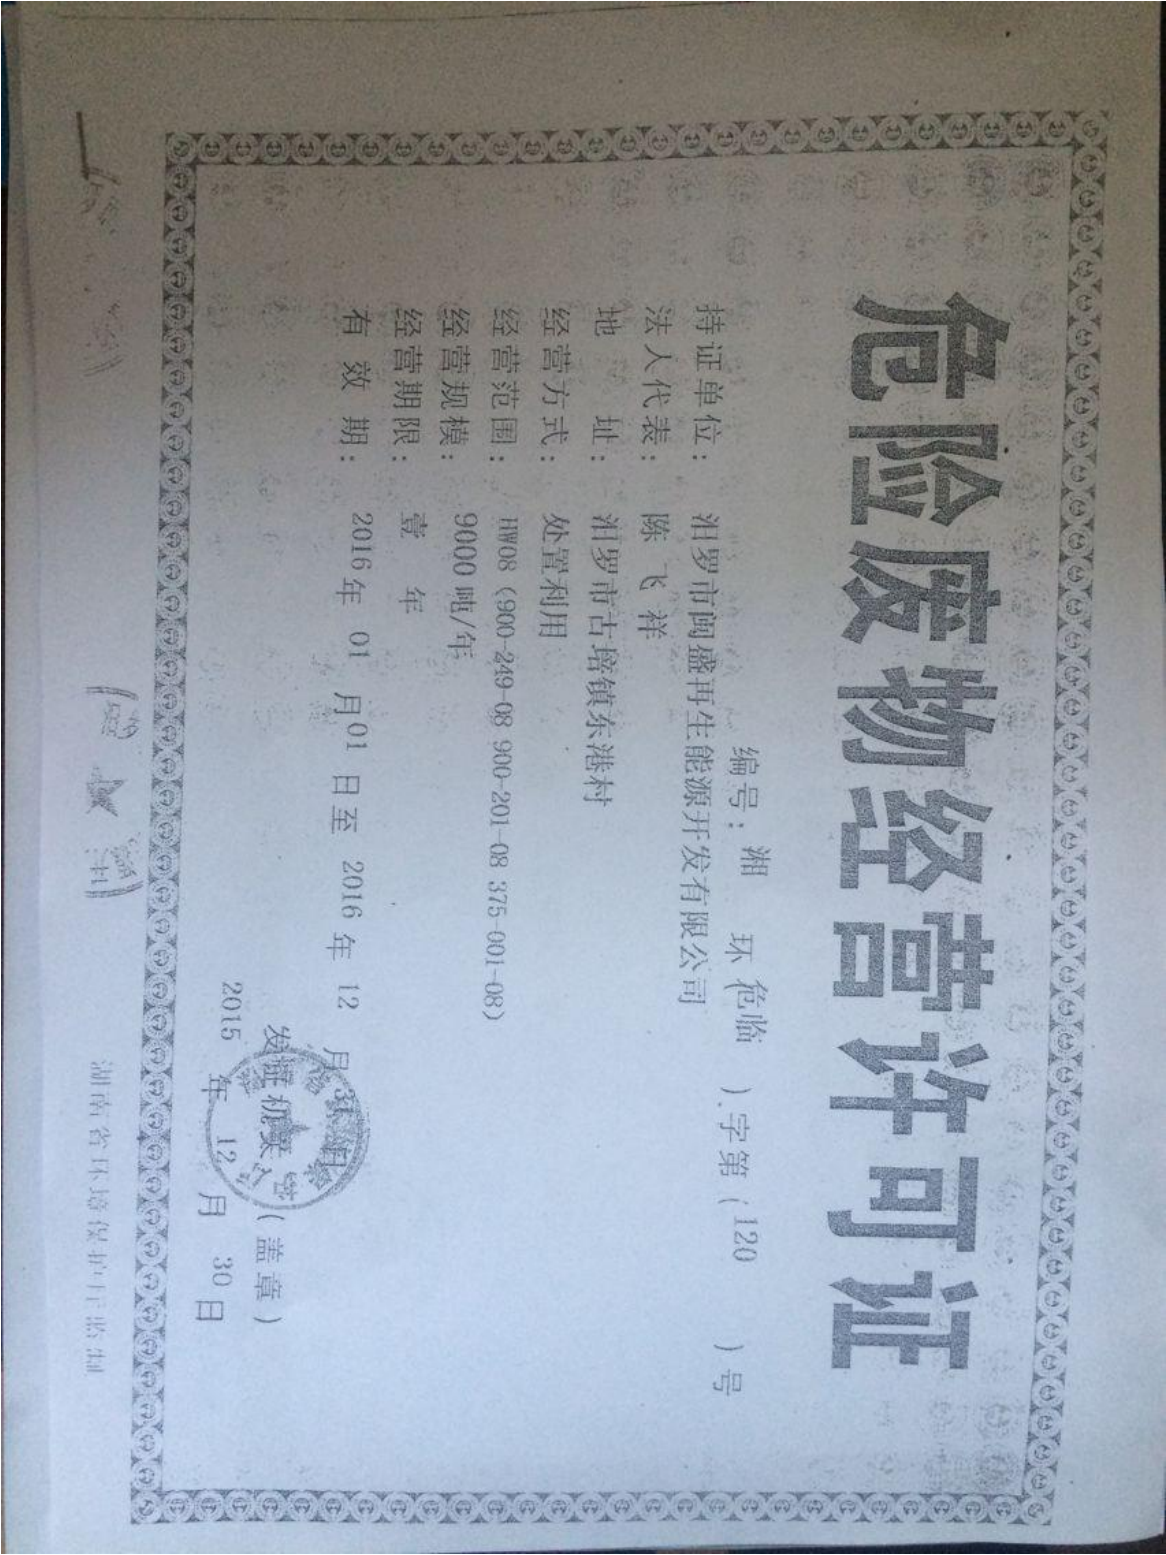 危险废物经营许可证
编号：湘 环（危临 ）字第（120 ）号
持证单位： 汨罗市闽盛再生能源开发有限公司
法人代表： 陈飞祥
地 址： 汨罗市古培镇东港村
经营方式： 处置利用
经营范围： HW08（900-249-08 900-201-08 375-001-08）
经营规模： 9000吨/年
经营期限： 壹 年
有 效 期： 2016年 01 月01 日至 2016年 12 月31日
发证机关 （盖章）
2015 年 12 月 30日
湖南省环境保护厅监制